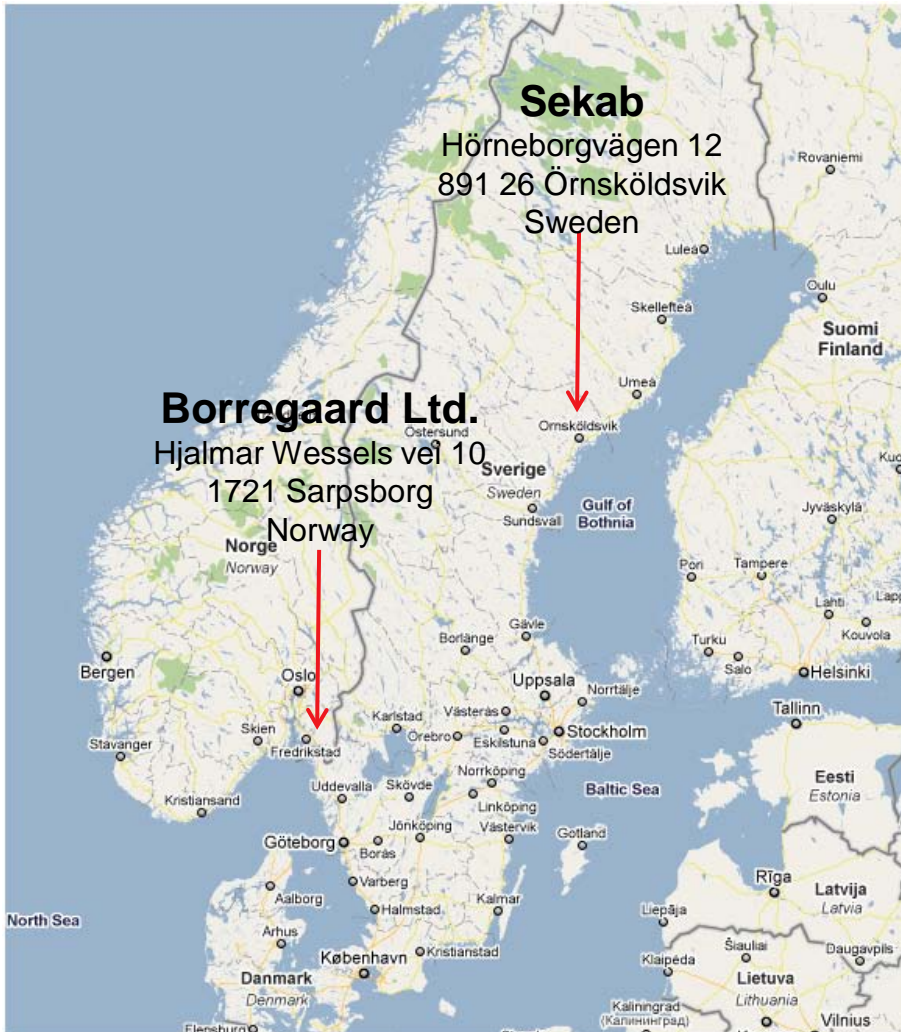 Sekab
Hörneborgvägen 12
891 26 Örnsköldsvik
Sweden
Rovaniemi
Luleå
Oulu
Skellefteå
Suomi
Finland
Umeå
Borregaard Ltd.
Hjalmar Wessels vei 10
1721 Sarpsborg
Norway
Östersund
Ornsköldsvik
Sverige
Sweden
Sundsvall
Gulf of
Bothnia
Jyväskylä
Norge
Norway
Pori
Tampere
Lahti
Kouvola
Turku
Salo
Helsinki
Gävle
Borlänge
Bergen
Oslo
Uppsala
Norrtälje
Tallinn
Stavanger
Skien
Fredrikstad
Karlstad
Västerås
Örebro
Eskilstuna
Stockholm
Södertälje
Kristiansand
Uddevalla
Skövde
Norrköping
Linköping
Baltic Sea
Eesti
Estonia
Göteborg
Borås
Jönköping
Västervik
Gotland
Varberg
Aalborg
Halmstad
Kalmar
Rīga
Latvija
Latvia
Liepāja
North Sea
Århus
København
Kristianstad
Danmark
Denmark
Klaipėda
Šiauliai
Daugavpils
Lietuva
Lithuania
Kaliningrad
(Калининград)
Vilnius
Flensburg